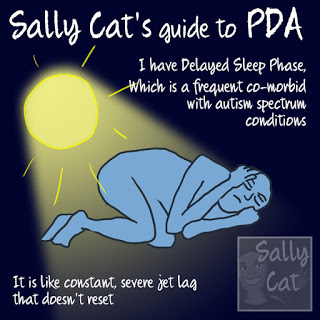 Sally Cat's guide to PDA
I have Delayed Sleep Phase,
Which is a frequent co-morbid
with autism spectrum
conditions
It is like constant, severe jet lag
that doesn't reset
Sally
Cat